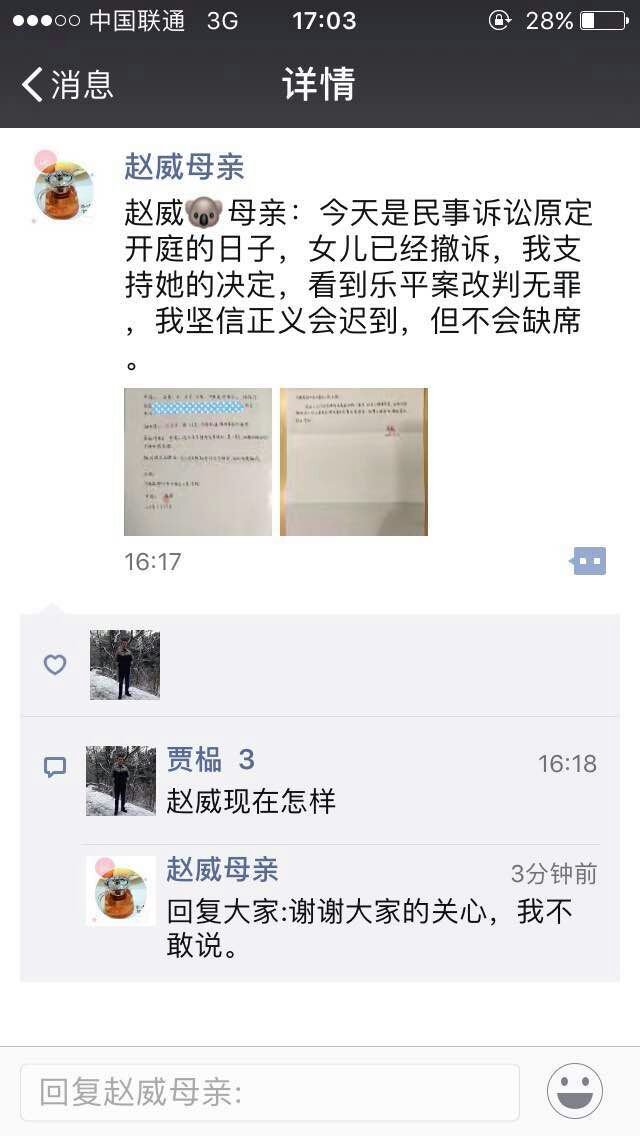 中国联通 3G 17:03 28%
消息 详情
赵威母亲
赵威🐨母亲：今天是民事诉讼原定
开庭的日子，女儿已经撤诉，我支
持她的决定，看到乐平案改判无罪
，我坚信正义会迟到，但不会缺席
。
16:17
贾榀 3 16:18
赵威现在怎样
赵威母亲 3分钟前
回复大家:谢谢大家的关心，我不
敢说。
回复赵威母亲: